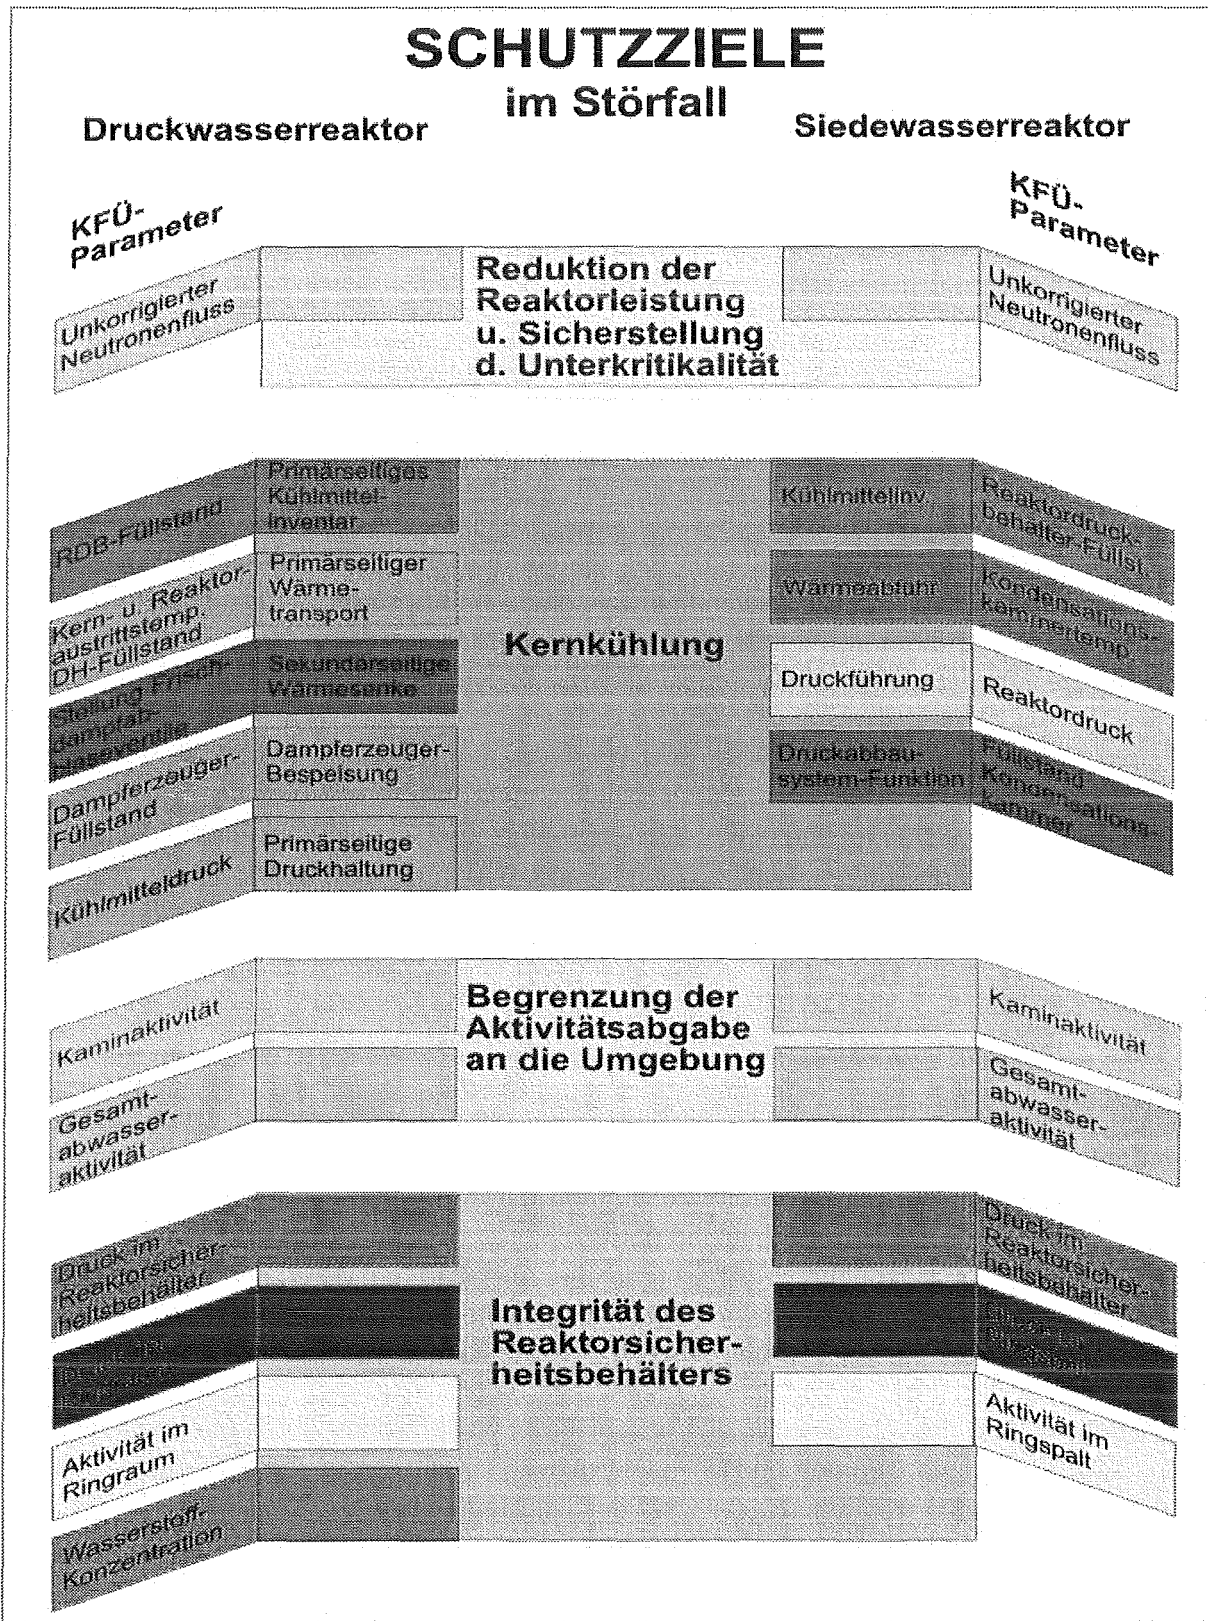 SCHUTZZIELE
im Störfall
Druckwasserreaktor
Siedewasserreaktor
KFÜ-
Parameter
KFÜ-
Parameter
Unkorrigierter
Neutronenfluss
Reduktion der
Reaktorleistung
u. Sicherstellung
d. Unterkritikalität
Unkorrigierter
Neutronenfluss
RDB-Füllstand
Primärseitiges
Kühlmittel-
inventar
Kern- u. Reaktor-
austrittstemp.
DH-Füllstand
Primärseitiger
Wärme-
transport
Stellung Frisch-
dampfab-
blaseventile
Sekundärseitige
Wärmesenke
Dampferzeuger-
Füllstand
Dampferzeuger-
Bespeisung
Kühlmitteldruck
Primärseitige
Druckhaltung
Kernkühlung
Kühlmittelinv.
Reaktordruck-
behälter-Füllst.
Wärmeabfuhr
Kondensations-
kammertemp.
Druckführung
Reaktordruck
Druckabbau-
system-Funktion
Füllstand
Kondensations-
kammer
Kaminaktivität
Gesamt-
abwasser-
aktivität
Begrenzung der
Aktivitätsabgabe
an die Umgebung
Kaminaktivität
Gesamt-
abwasser-
aktivität
Druck im
Reaktorsicher-
heitsbehälter
Aktivität im
Ringraum
Wasserstoff-
Konzentration
Integrität des
Reaktorsicher-
heitsbehälters
Druck im
Reaktorsicher-
heitsbehälter
Aktivität im
Ringspalt